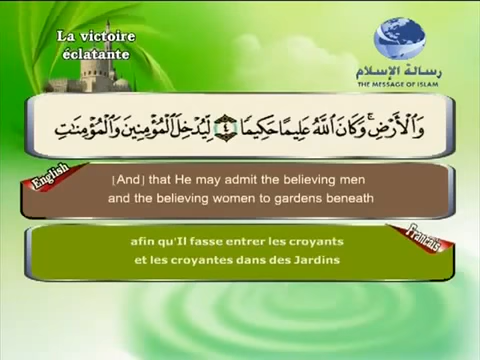 La victoire
éclatante
رسالة الإسلام
THE MESSAGE OF ISLAM
وَالْأَرْضِ ۚ وَكَانَ اللَّهُ عَلِيمًا حَكِيمًا ٤ لِّيُدْخِلَ الْمُؤْمِنِينَ وَالْمُؤْمِنَاتِ
English
[And] that He may admit the believing men
and the believing women to gardens beneath
Francais
afin qu'Il fasse entrer les croyants
et les croyantes dans des Jardins